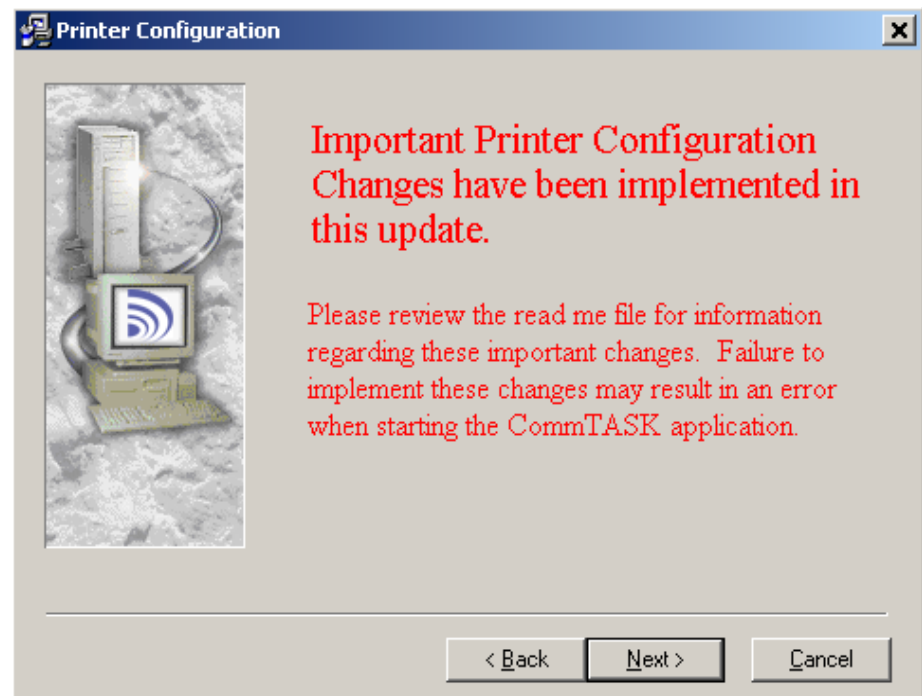 Printer Configuration
Important Printer Configuration
Changes have been implemented in
this update.
Please review the read me file for information
regarding these important changes. Failure to
implement these changes may result in an error
when starting the CommTASK application.
< Back
Next >
Cancel